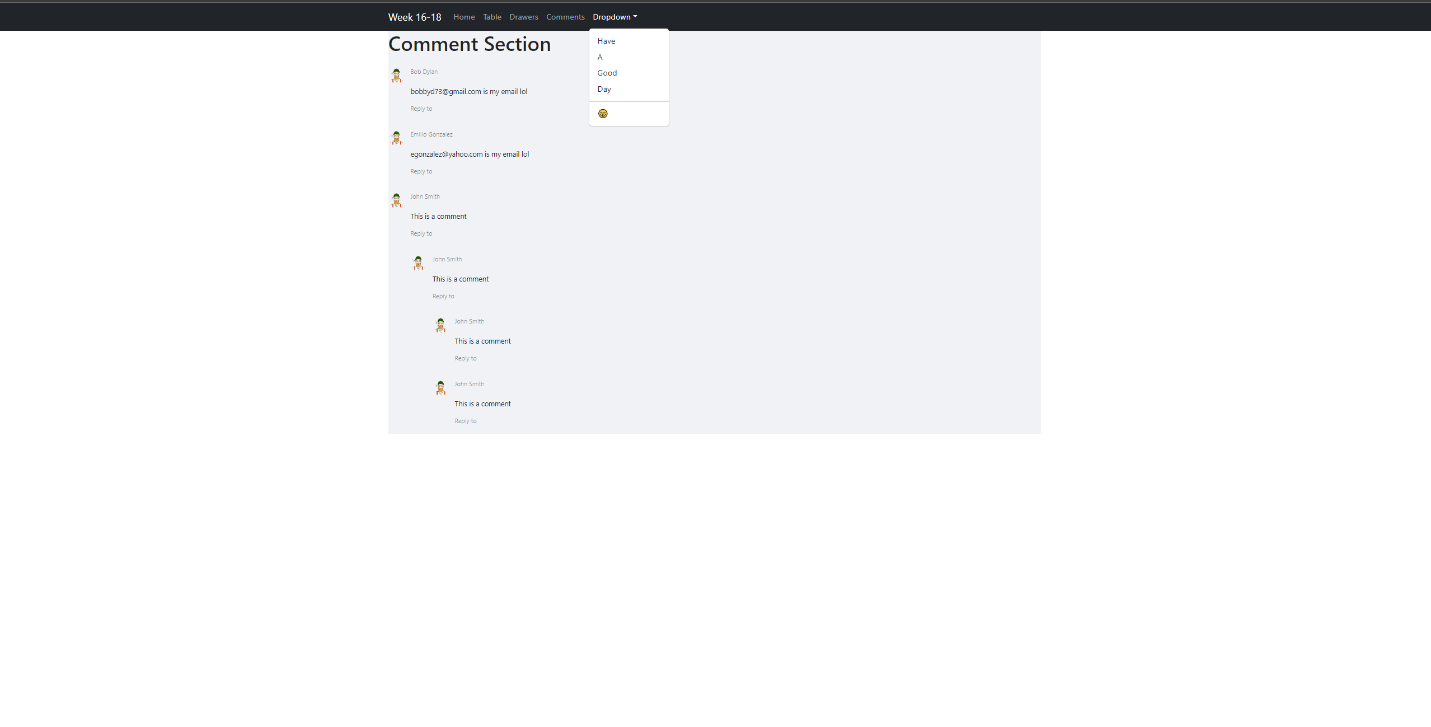 Week 16-18 Home Table Drawers Comments Dropdown
Have
A
Good
Day
Comment Section
Bob Dylan
bobbyd73@gmail.com is my email lol
Reply to
Emilio Gonzalez
egonzalez@yahoo.com is my email lol
Reply to
John Smith
This is a comment
Reply to
John Smith
This is a comment
Reply to
John Smith
This is a comment
Reply to
John Smith
This is a comment
Reply to